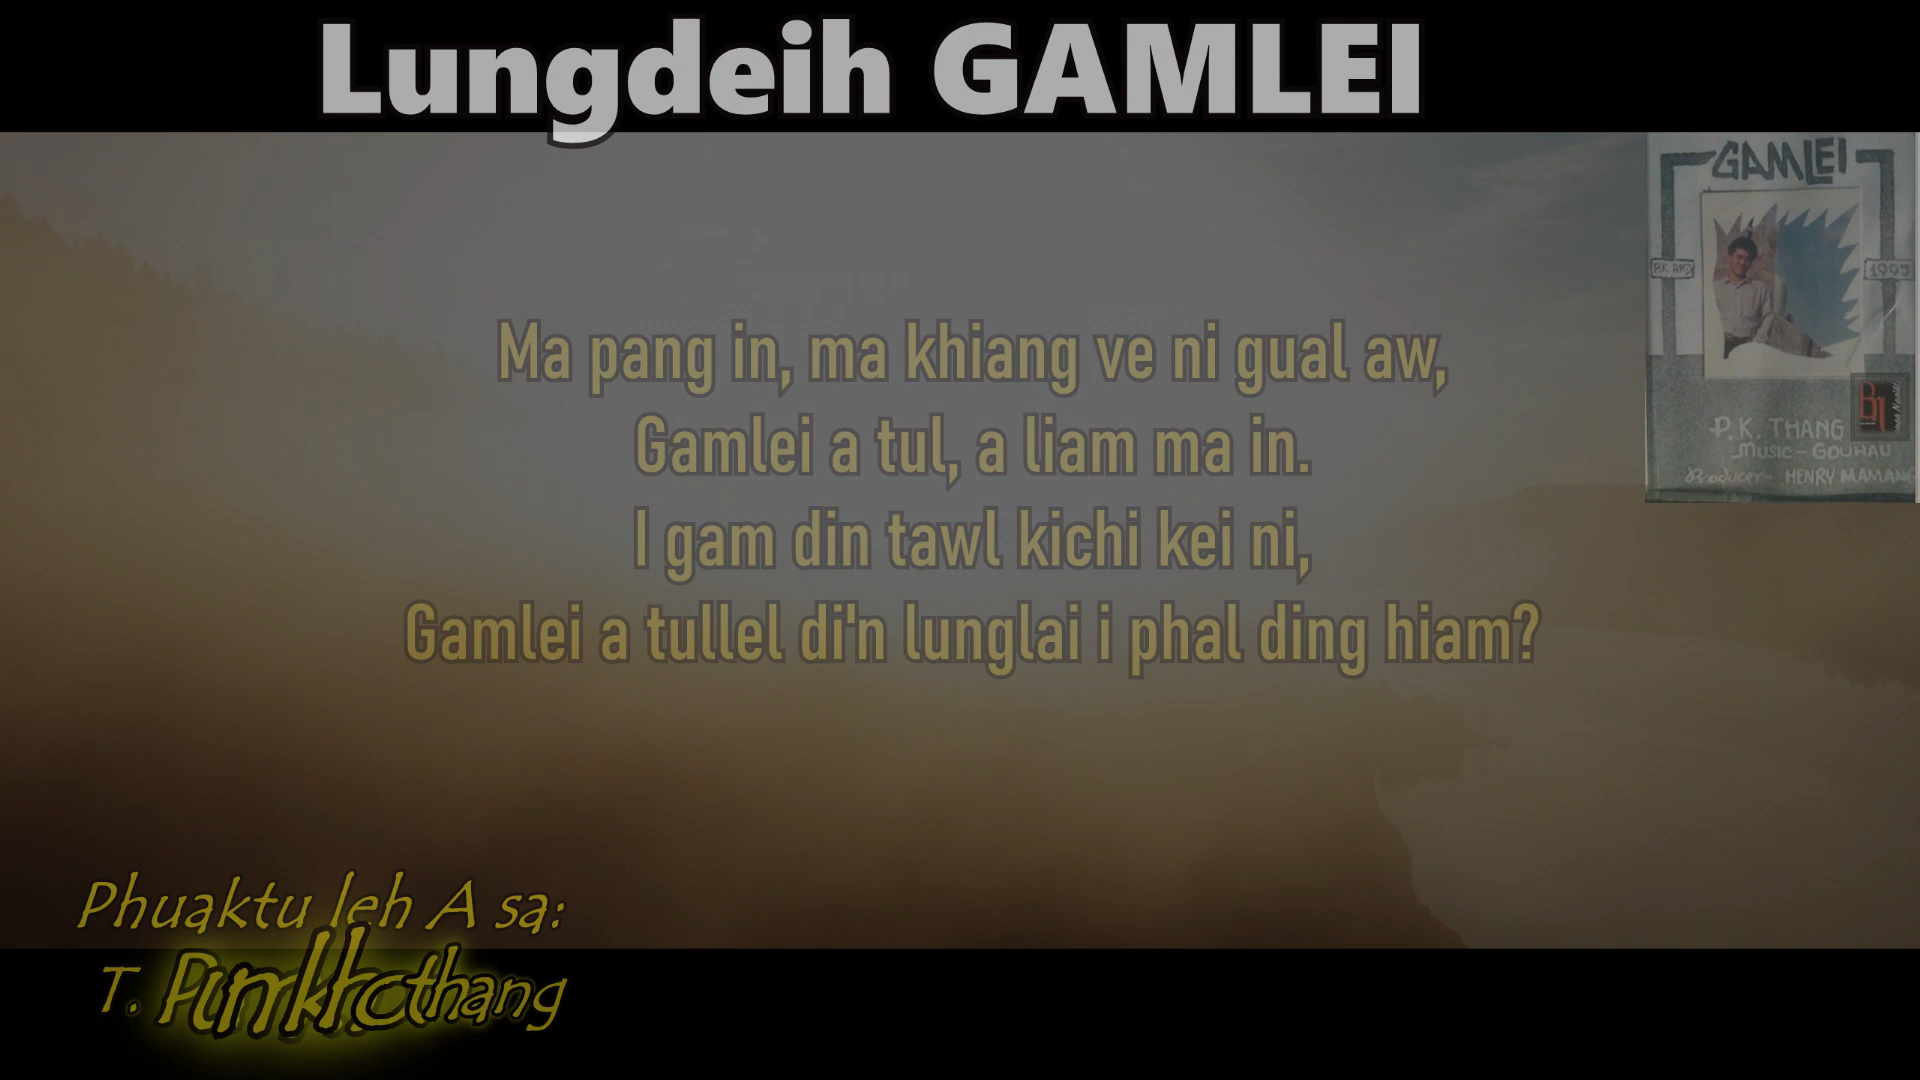 Lungdeih GAMLEI
GAMLEI
1995
P.K. THANG
Music - GOUHAU
Producer - HENRY MAMANG
Ma pang in, ma khiang ve ni gual aw,
Gamlei a tul, a liam ma in.
I gam din tawl kichi kei ni,
Gamlei a tullel di'n lunglai i phal ding hiam?
Phuaktu leh A sa:
T.